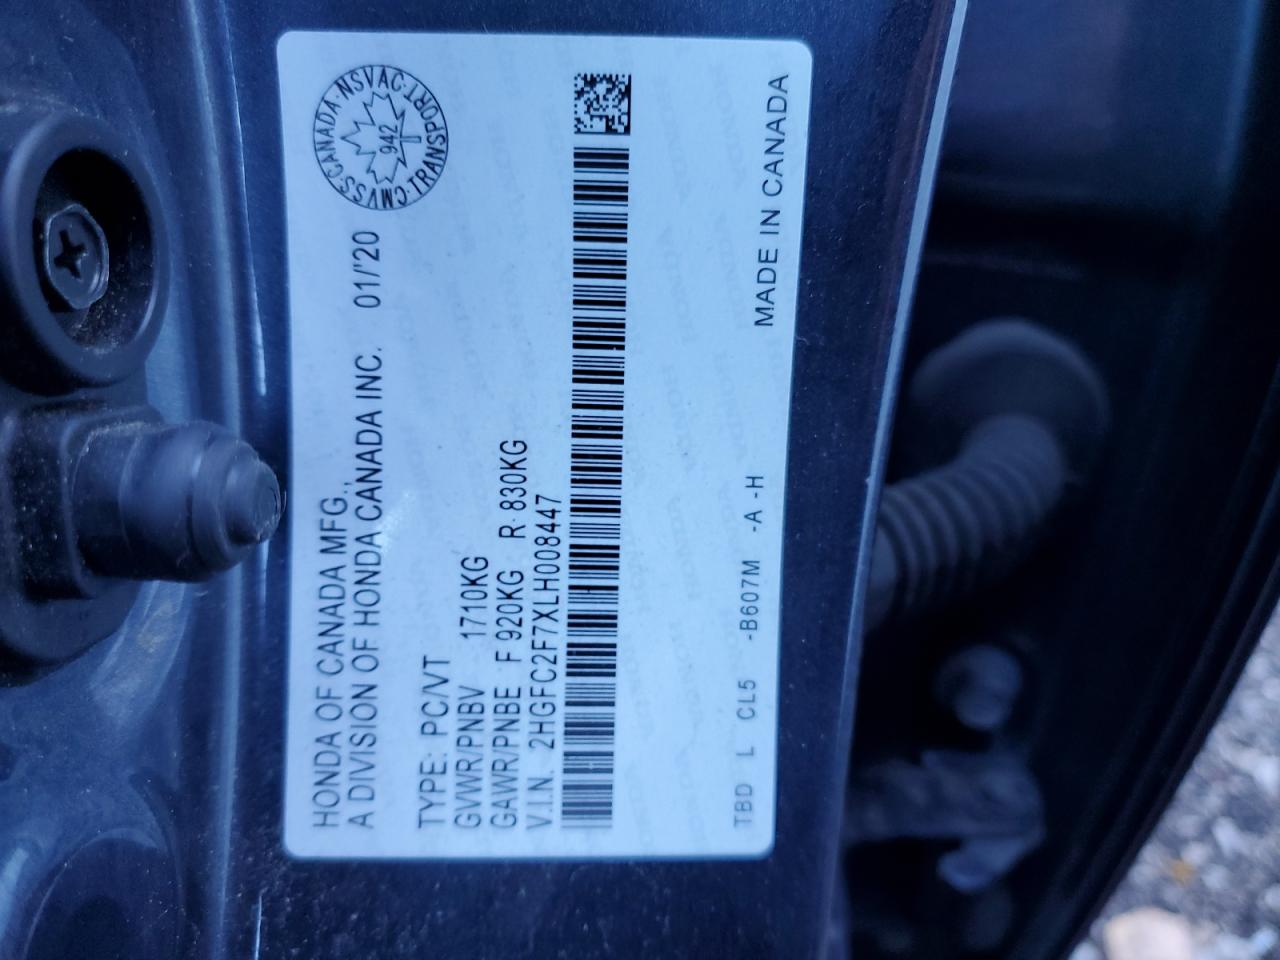 HONDA OF CANADA MFG.,
A DIVISION OF HONDA CANADA INC. 01/'20
CMVSS·CANADA·NSVAC·TRANSPORT·
942
TYPE: PC/VT
GVWR/PNBV 1710KG
GAWR/PNBE F 920KG R 830KG
V.I.N. 2HGFC2F7XLH008447
TBD L CL5 -B607M -A -H
MADE IN CANADA